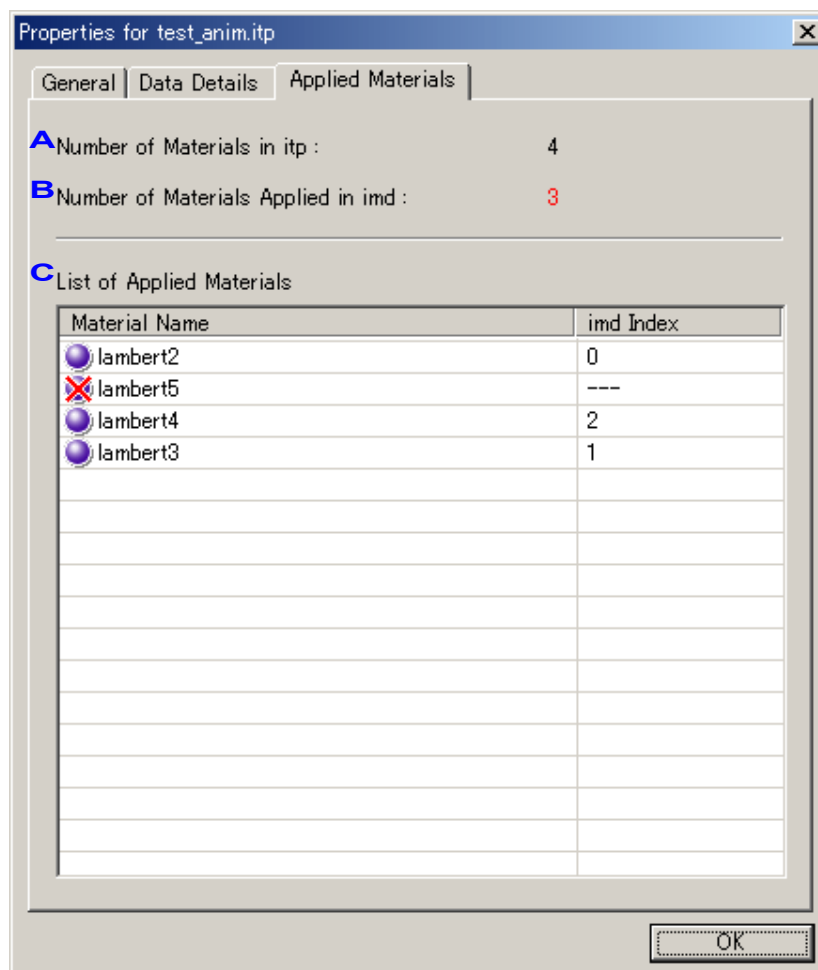 Properties for test_anim.itp
General Data Details Applied Materials
A Number of Materials in itp : 4
B Number of Materials Applied in imd : 3
C List of Applied Materials
Material Name imd Index
lambert2 0
lambert5 ---
lambert4 2
lambert3 1
OK